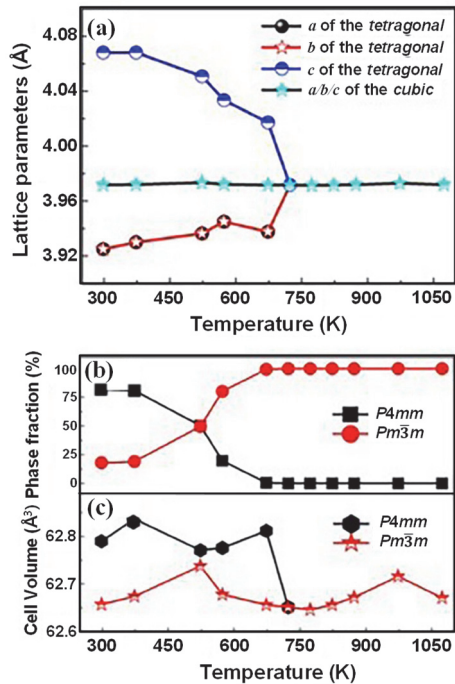 (a)
a of the tetragonal
b of the tetragonal
c of the tetragonal
a/b/c of the cubic
Lattice parameters (Å)
4.12
4.08
4.04
4.00
3.96
3.92
300 450 600 750 900 1050
Temperature (K)
(b)
Phase fraction (%)
100
75
50
25
0
P4mm
Pm3̅m
(c)
Cell Volume (Å³)
62.8
62.7
62.6
P4mm
Pm3̅m
300 450 600 750 900 1050
Temperature (K)